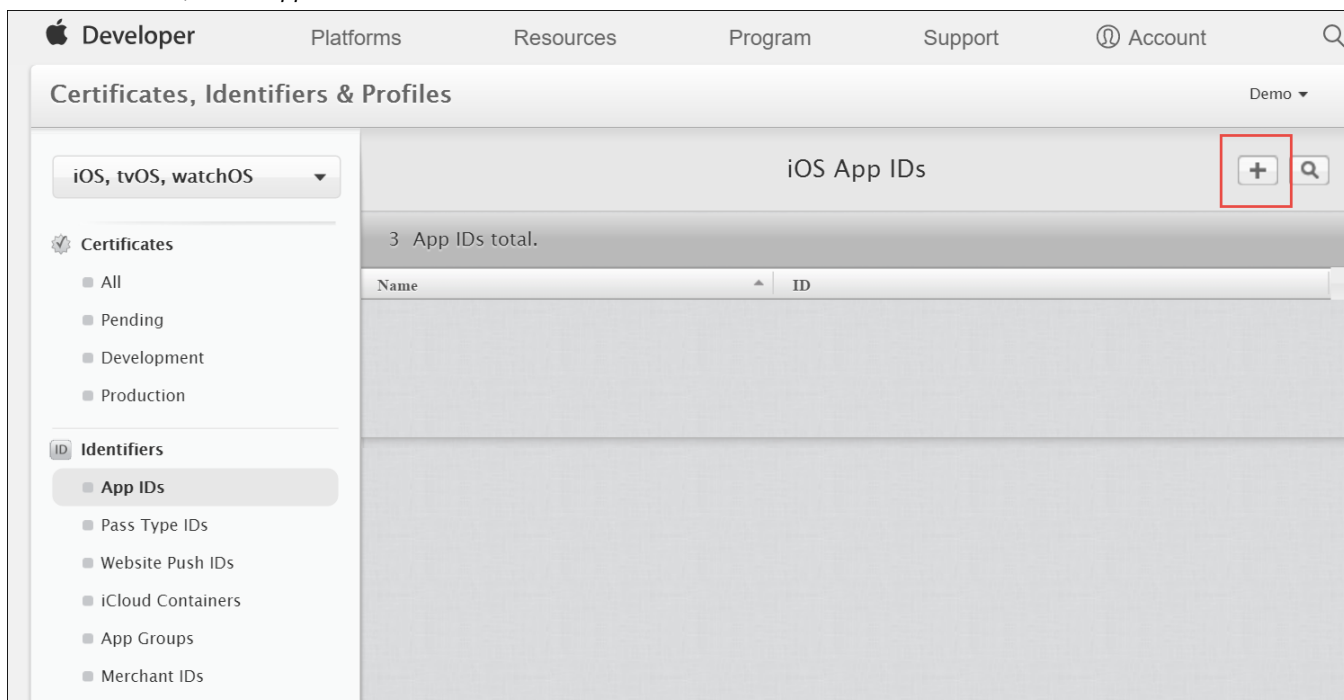 Developer Platforms Resources Program Support Account
Certificates, Identifiers & Profiles Demo
iOS, tvOS, watchOS
iOS App IDs
Certificates
3 App IDs total.
All
Name ID
Pending
Development
Production
ID Identifiers
App IDs
Pass Type IDs
Website Push IDs
iCloud Containers
App Groups
Merchant IDs